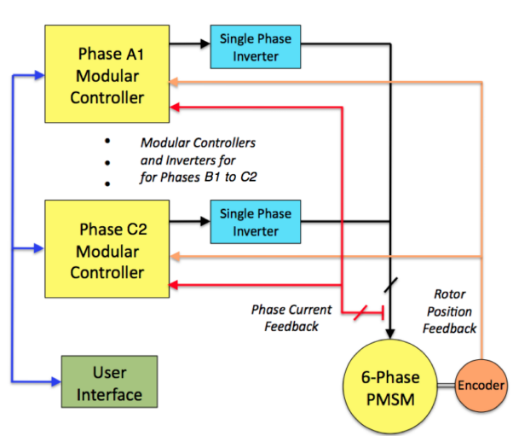 Phase A1
Modular
Controller
Single Phase
Inverter
• Modular Controllers
• and Inverters for
• for Phases B1 to C2
Phase C2
Modular
Controller
Single Phase
Inverter
Phase Current
Feedback
Rotor
Position
Feedback
User
Interface
6-Phase
PMSM
Encoder